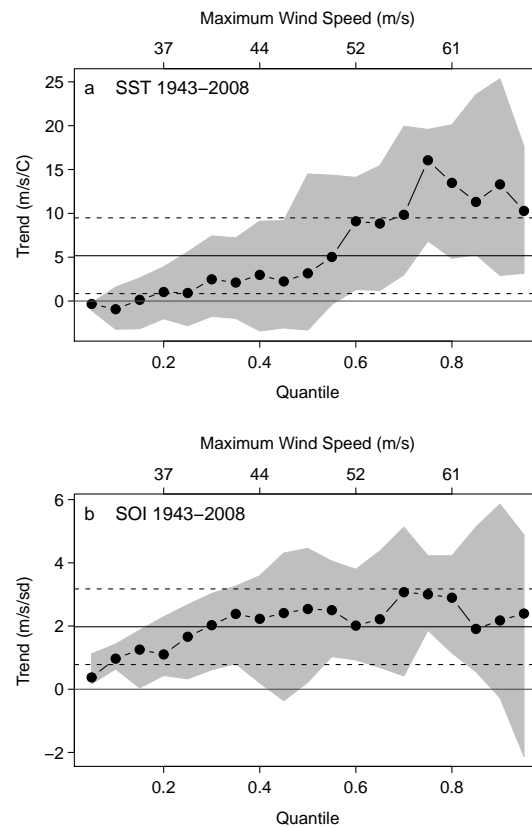 Maximum Wind Speed (m/s)
37 44 52 61
a SST 1943−2008
25
20
15
10
5
0
Trend (m/s/C)
0.2 0.4 0.6 0.8
Quantile
Maximum Wind Speed (m/s)
37 44 52 61
b SOI 1943−2008
6
4
2
0
−2
Trend (m/s/sd)
0.2 0.4 0.6 0.8
Quantile